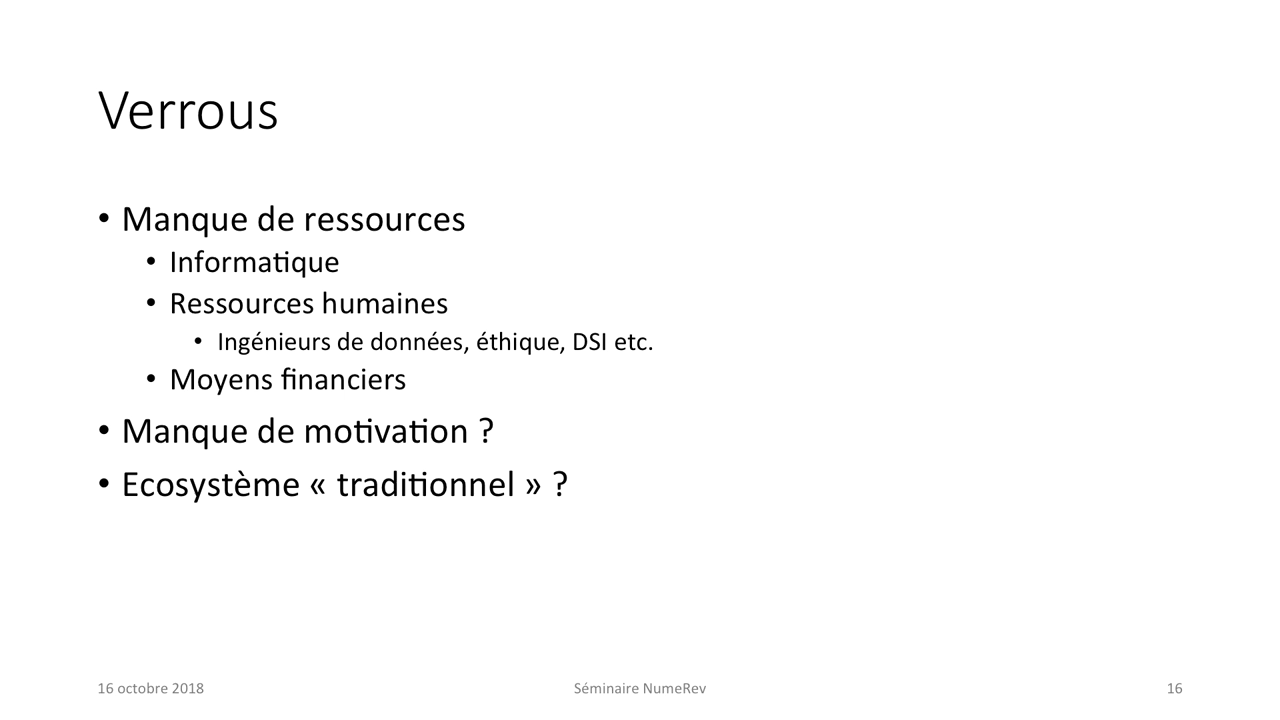 Verrous
• Manque de ressources
• Informatique
• Ressources humaines
• Ingénieurs de données, éthique, DSI etc.
• Moyens financiers
• Manque de motivation ?
• Ecosystème « traditionnel » ?
16 octobre 2018
Séminaire NumeRev
16